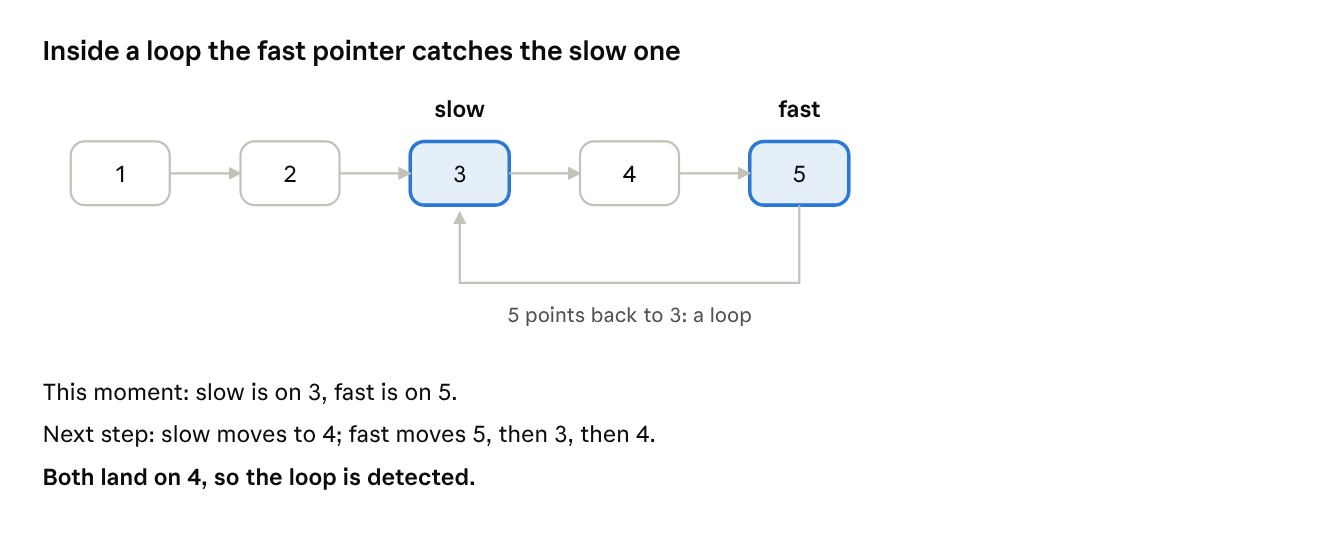 Inside a loop the fast pointer catches the slow one
slow fast
1 2 3 4 5
5 points back to 3: a loop
This moment: slow is on 3, fast is on 5.
Next step: slow moves to 4; fast moves 5, then 3, then 4.
Both land on 4, so the loop is detected.